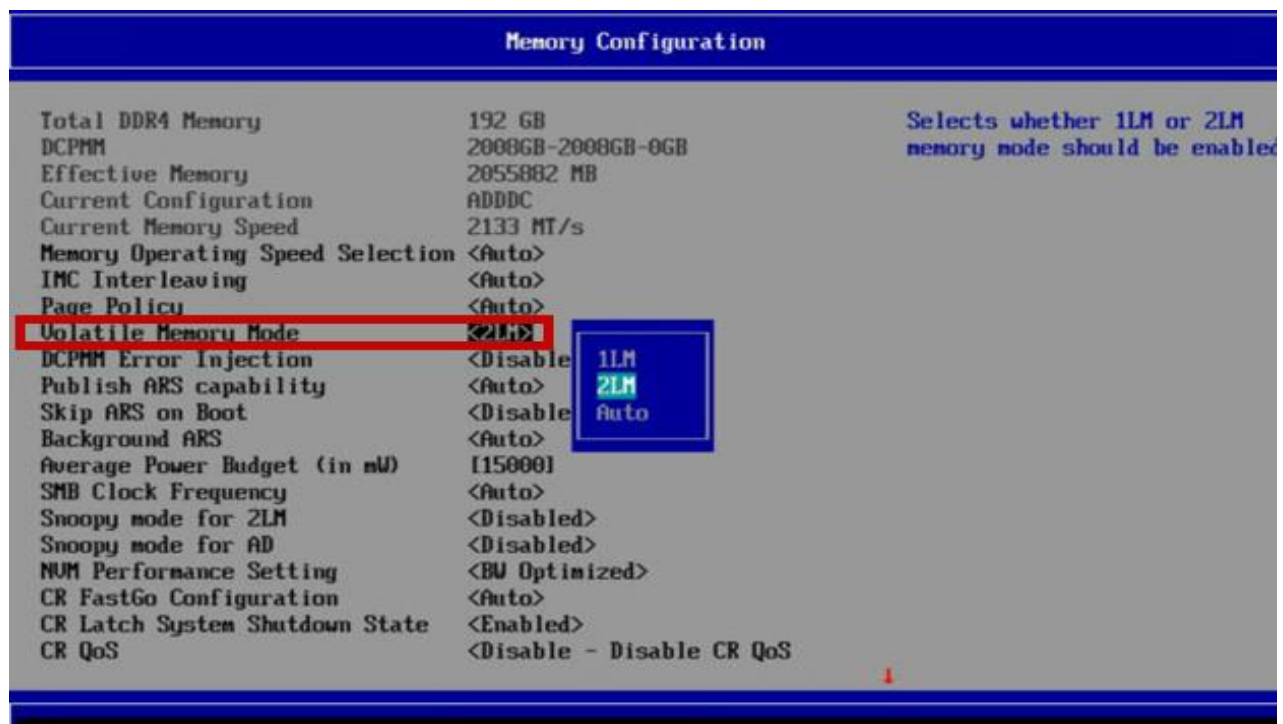 Memory Configuration
Total DDR4 Memory 192 GB
DCPMM 2008GB-2008GB-0GB
Effective Memory 2055882 MB
Current Configuration ADDDC
Current Memory Speed 2133 MT/s
Memory Operating Speed Selection <Auto>
IMC Interleaving <Auto>
Page Policy <Auto>
Volatile Memory Mode <2LM>
DCPMM Error Injection <Disable
Publish ARS capability <Auto>
Skip ARS on Boot <Disable
Background ARS <Auto>
Average Power Budget (in mW) [15000]
SMB Clock Frequency <Auto>
Snoopy mode for 2LM <Disabled>
Snoopy mode for AD <Disabled>
NVM Performance Setting <BW Optimized>
CR FastGo Configuration <Auto>
CR Latch System Shutdown State <Enabled>
CR QoS <Disable - Disable CR QoS
1LM
2LM
Auto
Selects whether 1LM or 2LM
memory mode should be enabled